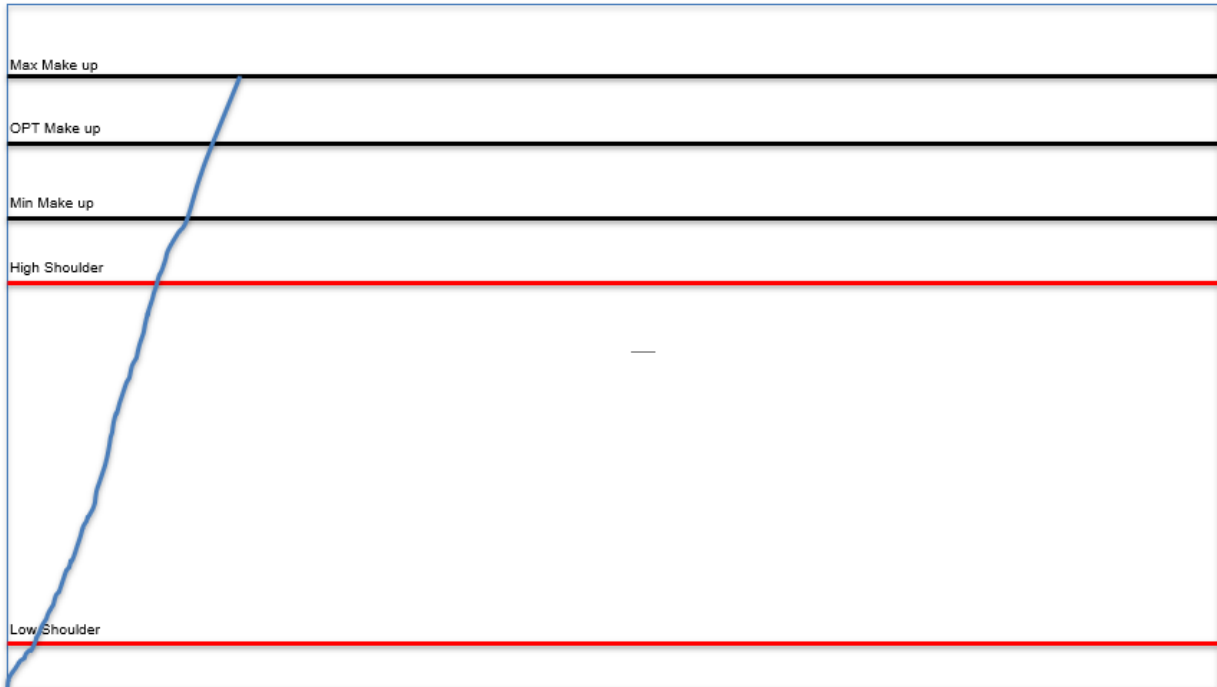 Max Make up
OPT Make up
Min Make up
High Shoulder
Low Shoulder